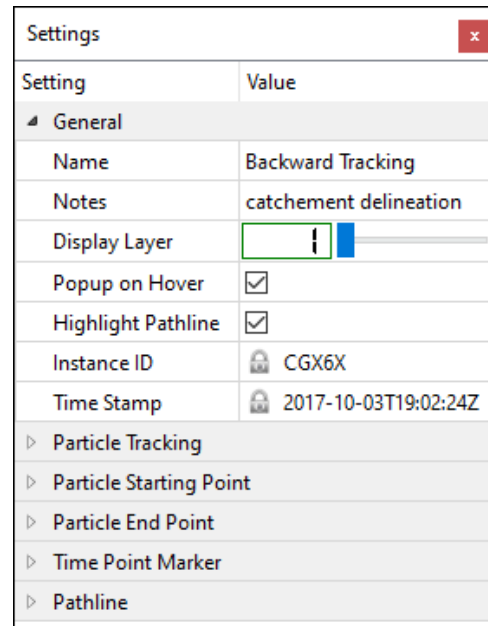 Settings x
Setting Value
General
Name Backward Tracking
Notes catchement delineation
Display Layer 1
Popup on Hover
Highlight Pathline
Instance ID CGX6X
Time Stamp 2017-10-03T19:02:24Z
Particle Tracking
Particle Starting Point
Particle End Point
Time Point Marker
Pathline